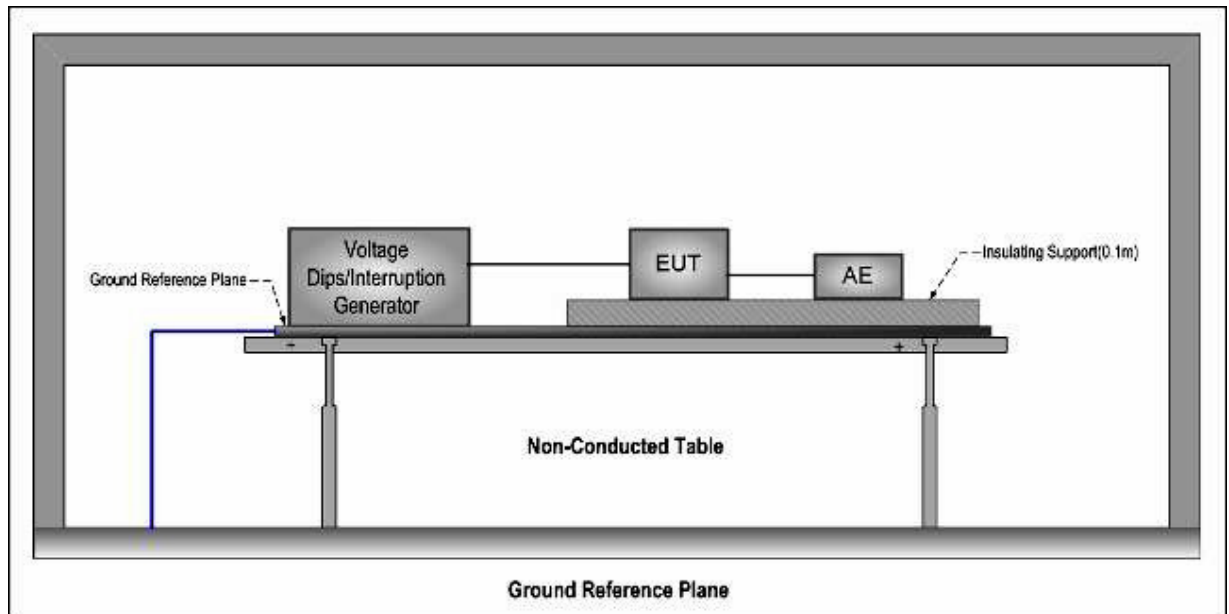 Voltage
Dips/Interruption
Generator
EUT
AE
Insulating Support(0.1m)
Ground Reference Plane
-
+
Non-Conducted Table
Ground Reference Plane